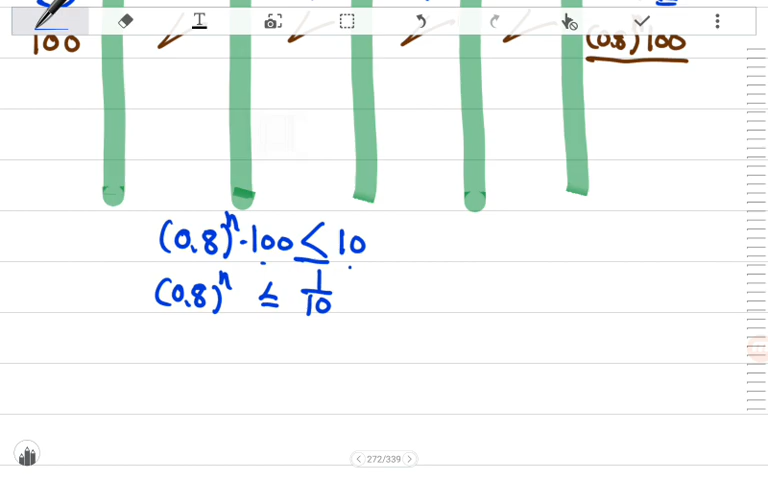 T
100
(0.8) 100
(0.8)ⁿ·100 ≤ 10
(0.8)ⁿ ≤ 1/10
272/339